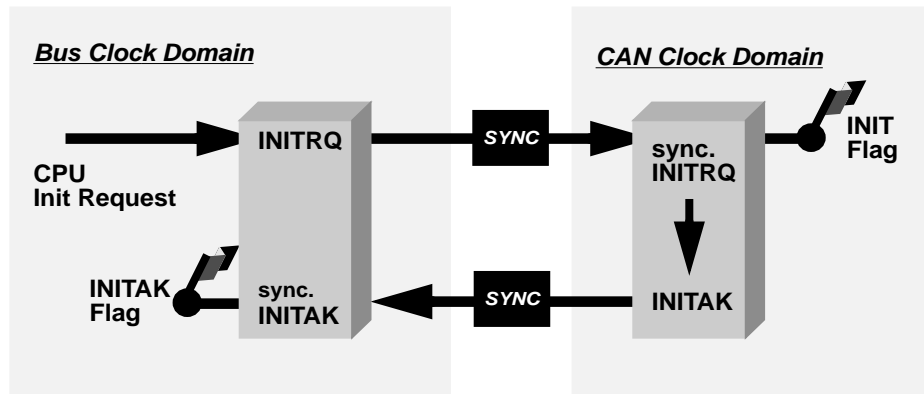 Bus Clock Domain
CAN Clock Domain
INIT
Flag
INITRQ
SYNC
sync.
INITRQ
CPU
Init Request
INITAK
Flag
sync.
INITAK
SYNC
INITAK